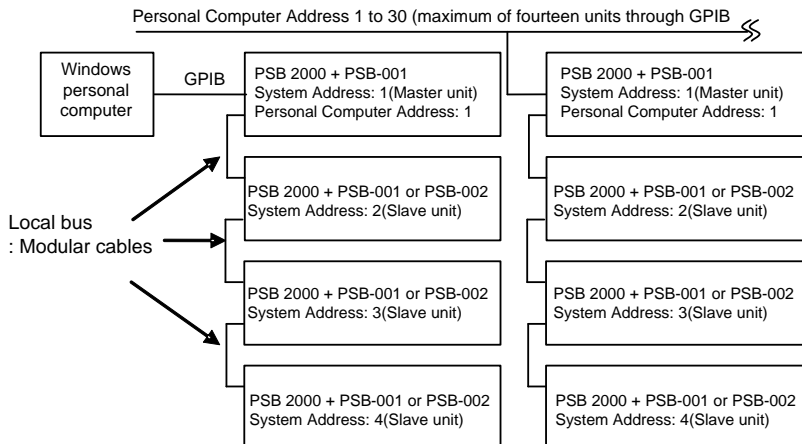 Personal Computer Address 1 to 30 (maximum of fourteen units through GPIB
Windows
personal
computer
GPIB
PSB 2000 + PSB-001
System Address: 1(Master unit)
Personal Computer Address: 1
PSB 2000 + PSB-001 or PSB-002
System Address: 2(Slave unit)
PSB 2000 + PSB-001 or PSB-002
System Address: 3(Slave unit)
PSB 2000 + PSB-001 or PSB-002
System Address: 4(Slave unit)
Local bus
: Modular cables
PSB 2000 + PSB-001
System Address: 1(Master unit)
Personal Computer Address: 1
PSB 2000 + PSB-001 or PSB-002
System Address: 2(Slave unit)
PSB 2000 + PSB-001 or PSB-002
System Address: 3(Slave unit)
PSB 2000 + PSB-001 or PSB-002
System Address: 4(Slave unit)